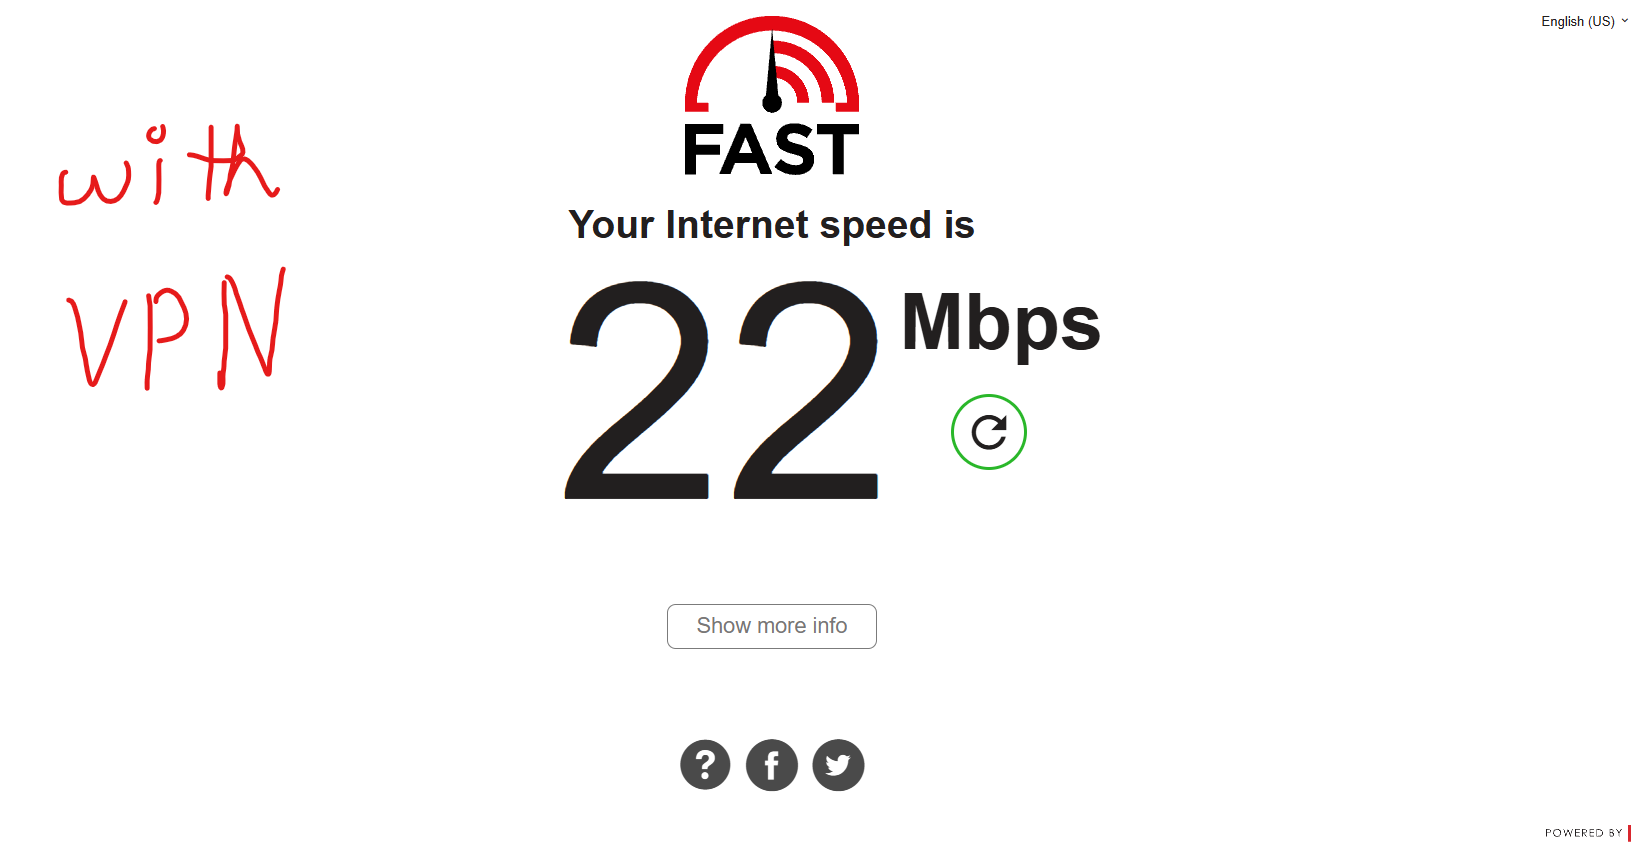 English (US)
FAST
with
VPN
Your Internet speed is
22 Mbps
Show more info
POWERED BY